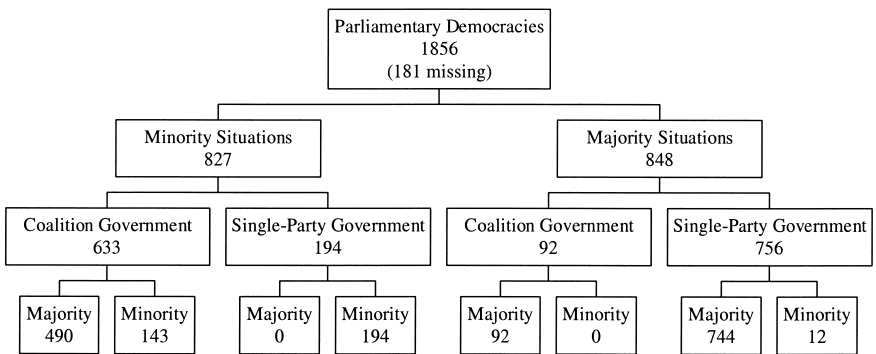 Parliamentary Democracies
1856
(181 missing)
Minority Situations
827
Majority Situations
848
Coalition Government
633
Single-Party Government
194
Coalition Government
92
Single-Party Government
756
Majority
490
Minority
143
Majority
0
Minority
194
Majority
92
Minority
0
Majority
744
Minority
12